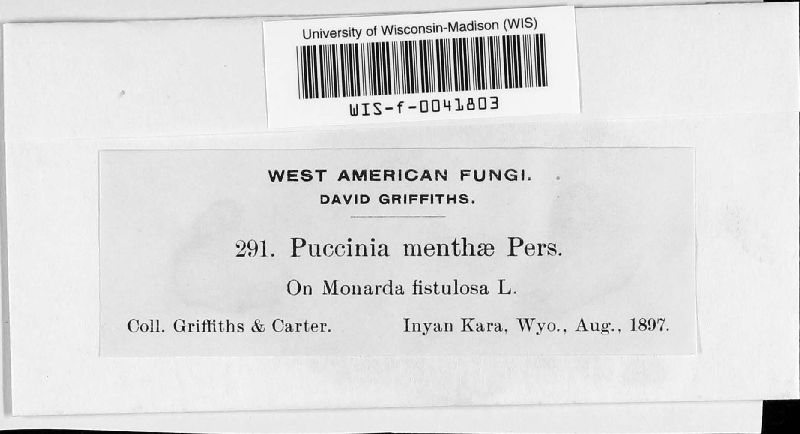 University of Wisconsin-Madison (WIS)
WIS-f-0041803
WEST AMERICAN FUNGI.
DAVID GRIFFITHS.
291. Puccinia menthæ Pers.
On Monarda fistulosa L.
Coll. Griffiths & Carter. Inyan Kara, Wyo., Aug., 1897.